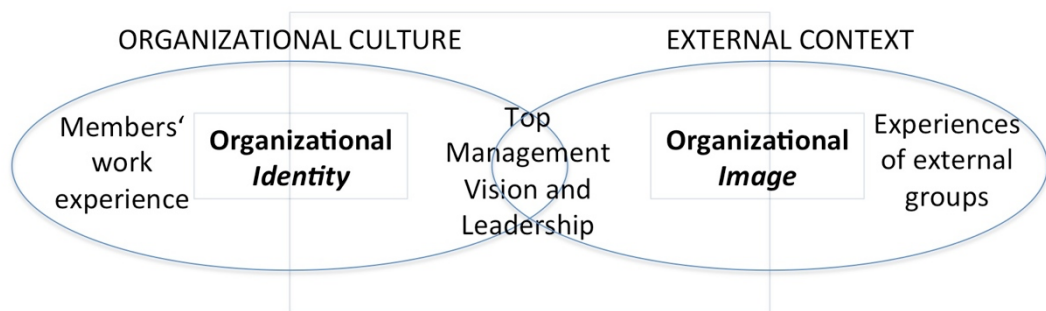 ORGANIZATIONAL CULTURE
EXTERNAL CONTEXT
Members‘
work
experience
Organizational
Identity
Top
Management
Vision and
Leadership
Organizational
Image
Experiences
of external
groups